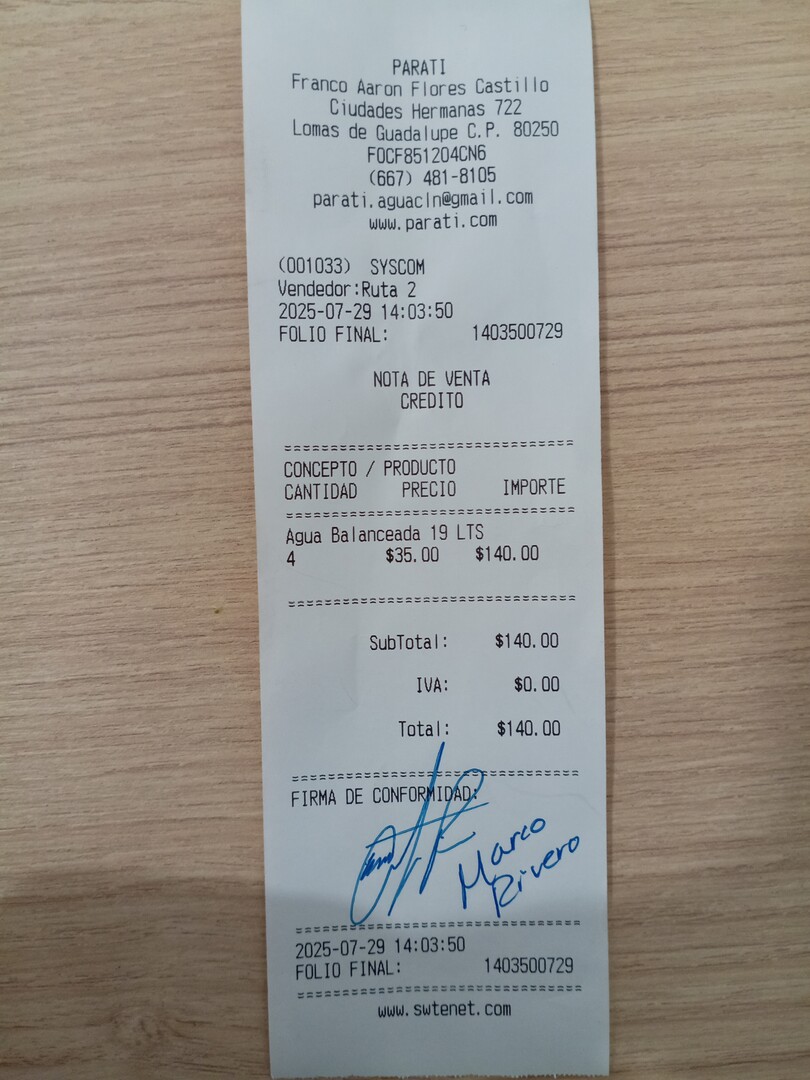 PARATI
Franco Aaron Flores Castillo
Ciudades Hermanas 722
Lomas de Guadalupe C.P. 80250
FOCF851204CN6
(667) 481-8105
parati.aguacln@gmail.com
www.parati.com
(001033) SYSCOM
Vendedor:Ruta 2
2025-07-29 14:03:50
FOLIO FINAL: 1403500729
NOTA DE VENTA
CREDITO
==============================
CONCEPTO / PRODUCTO
CANTIDAD PRECIO IMPORTE
==============================
Agua Balanceada 19 LTS
4 $35.00 $140.00
==============================
SubTotal: $140.00
IVA: $0.00
Total: $140.00
==============================
FIRMA DE CONFORMIDAD:
Marco
Rivero
==============================
2025-07-29 14:03:50
FOLIO FINAL: 1403500729
==============================
www.swtenet.com